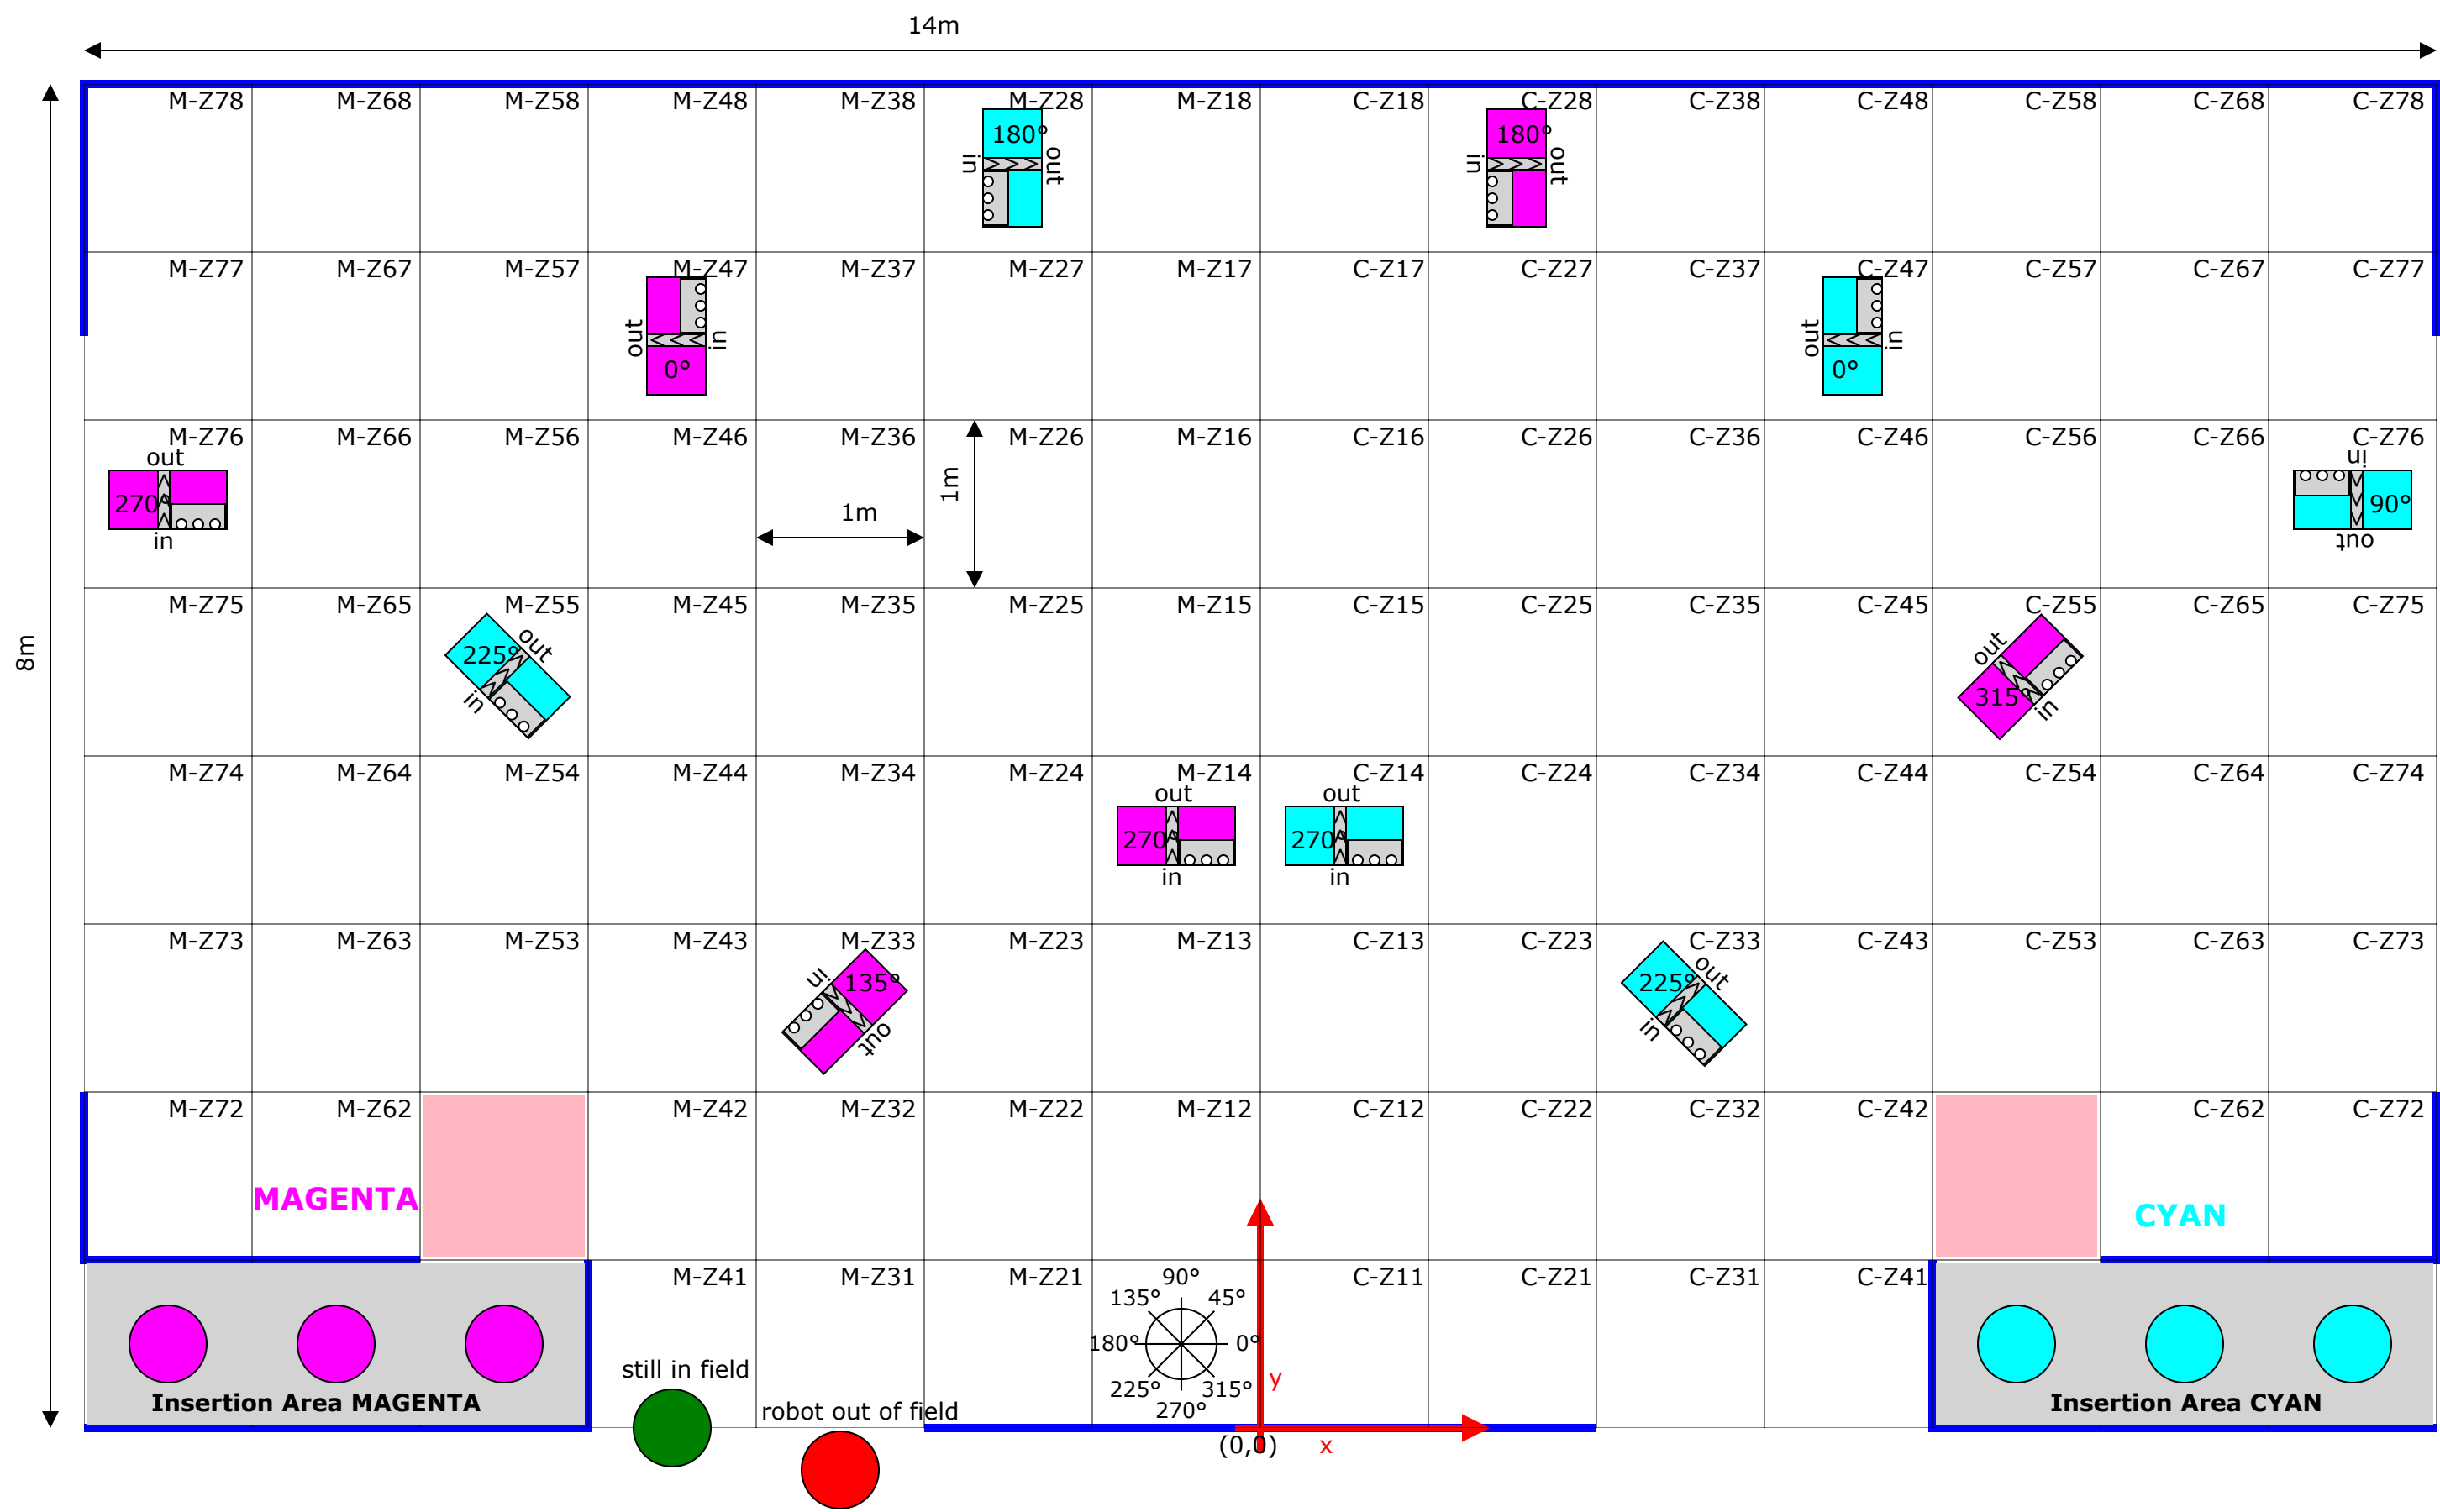 14m
8m
M-Z78 M-Z68 M-Z58 M-Z48 M-Z38 M-Z28 M-Z18 C-Z18 C-Z28 C-Z38 C-Z48 C-Z58 C-Z68 C-Z78
180° 180°
in out in out
M-Z77 M-Z67 M-Z57 M-Z47 M-Z37 M-Z27 M-Z17 C-Z17 C-Z27 C-Z37 C-Z47 C-Z57 C-Z67 C-Z77
out in out in
0° 0°
M-Z76 M-Z66 M-Z56 M-Z46 M-Z36 M-Z26 M-Z16 C-Z16 C-Z26 C-Z36 C-Z46 C-Z56 C-Z66 C-Z76
out in
270° 90°
in out
1m
1m
M-Z75 M-Z65 M-Z55 M-Z45 M-Z35 M-Z25 M-Z15 C-Z15 C-Z25 C-Z35 C-Z45 C-Z55 C-Z65 C-Z75
out out
225° 315°
in in
M-Z74 M-Z64 M-Z54 M-Z44 M-Z34 M-Z24 M-Z14 C-Z14 C-Z24 C-Z34 C-Z44 C-Z54 C-Z64 C-Z74
out out
270° 270°
in in
M-Z73 M-Z63 M-Z53 M-Z43 M-Z33 M-Z23 M-Z13 C-Z13 C-Z23 C-Z33 C-Z43 C-Z53 C-Z63 C-Z73
in out
135° 225°
out in
M-Z72 M-Z62 M-Z42 M-Z32 M-Z22 M-Z12 C-Z12 C-Z22 C-Z32 C-Z42 C-Z62 C-Z72
MAGENTA CYAN
M-Z41 M-Z31 M-Z21 C-Z11 C-Z21 C-Z31 C-Z41
90°
135° 45°
180° 0°
225° 315°
270°
y
still in field
Insertion Area MAGENTA Insertion Area CYAN
robot out of field
(0,0) x